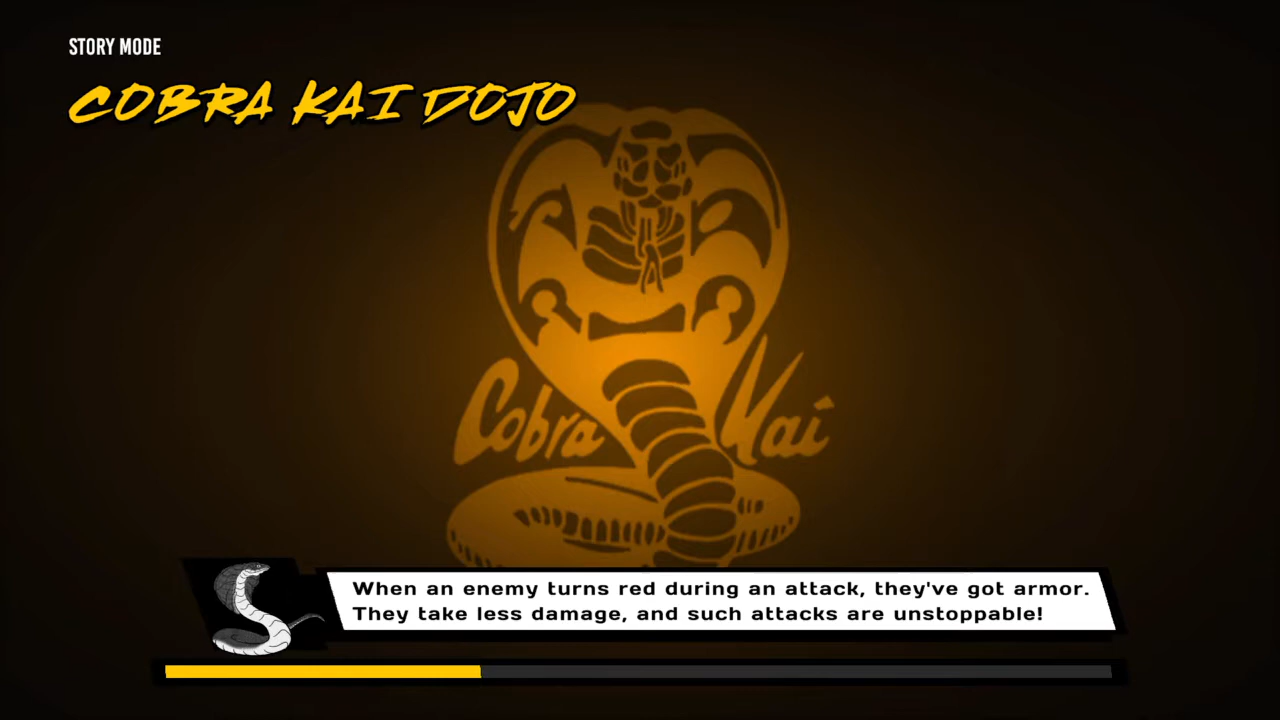 STORY MODE
COBRA KAI DOJO
Cobra Kai
When an enemy turns red during an attack, they've got armor.
They take less damage, and such attacks are unstoppable!